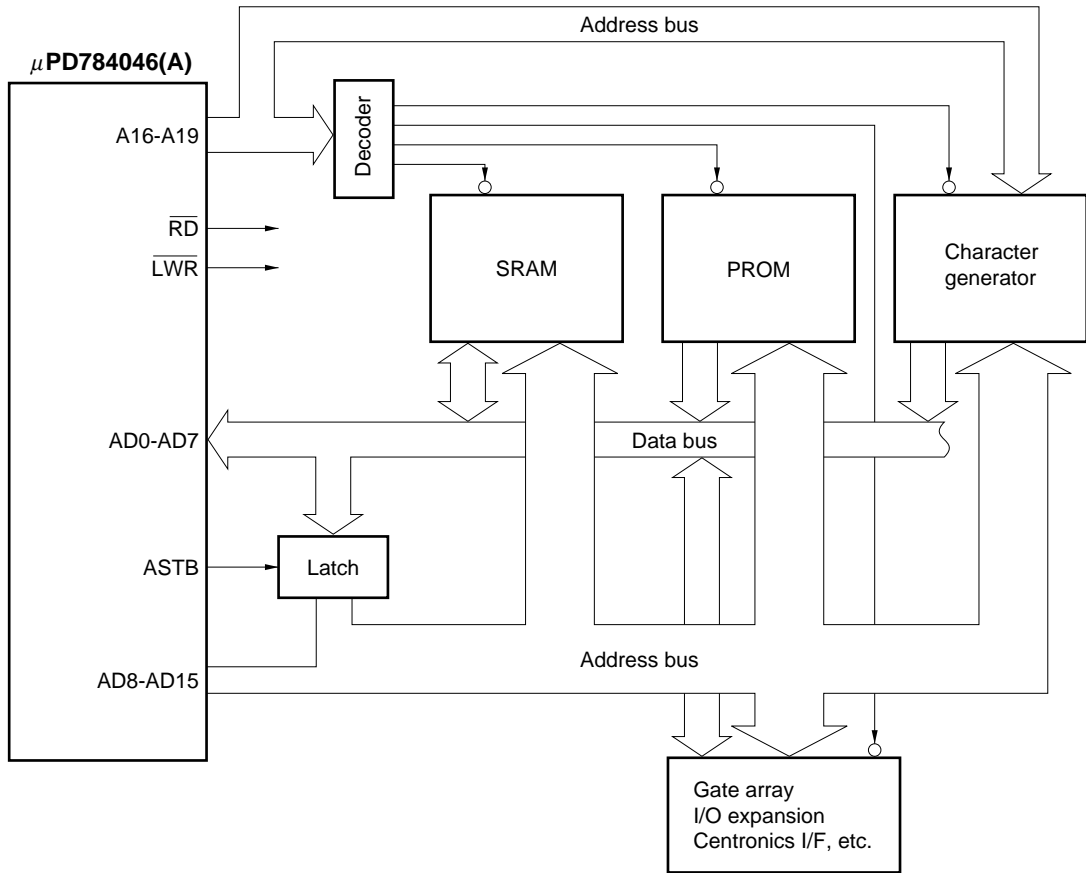 Address bus
μPD784046(A)
A16-A19
Decoder
RD
LWR
SRAM
PROM
Character
generator
AD0-AD7
Data bus
ASTB
Latch
Address bus
AD8-AD15
Gate array
I/O expansion
Centronics I/F, etc.